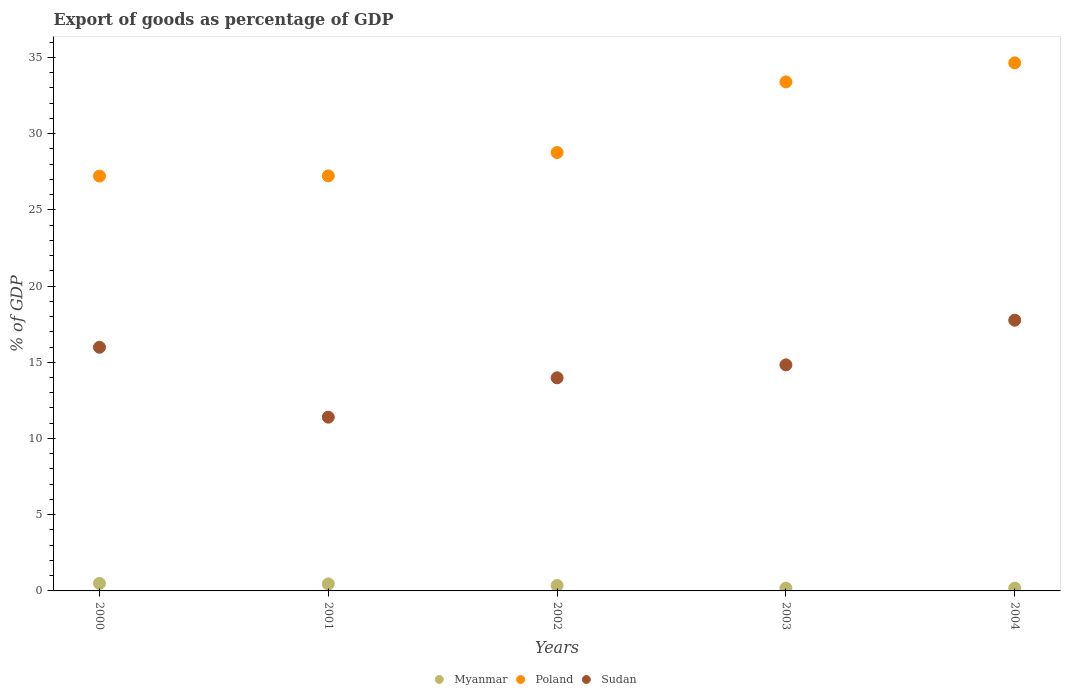 Export of goods as percentage of GDP
% of GDP
35
30
25
20
15
10
5
0
2000
2001
2002
2003
2004
Years
Myanmar
Poland
Sudan